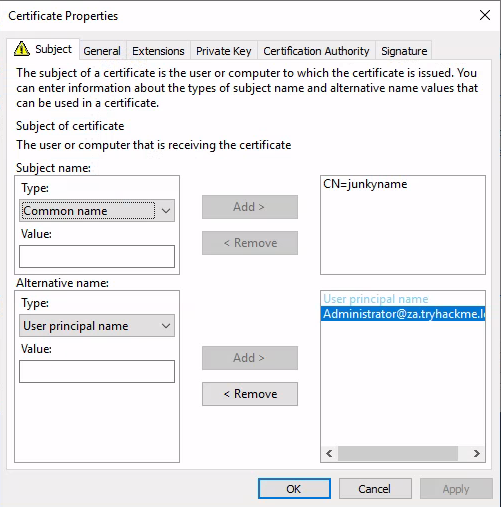 Certificate Properties
Subject General Extensions Private Key Certification Authority Signature
The subject of a certificate is the user or computer to which the certificate is issued. You
can enter information about the types of subject name and alternative name values that
can be used in a certificate.
Subject of certificate
The user or computer that is receiving the certificate
Subject name:
Type:
Common name
Value:
Add >
< Remove
CN=junkyname
Alternative name:
Type:
User principal name
Value:
Add >
< Remove
User principal name
Administrator@za.tryhackme.lo
OK Cancel Apply